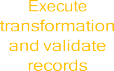 Execute
transformation
and validate
records